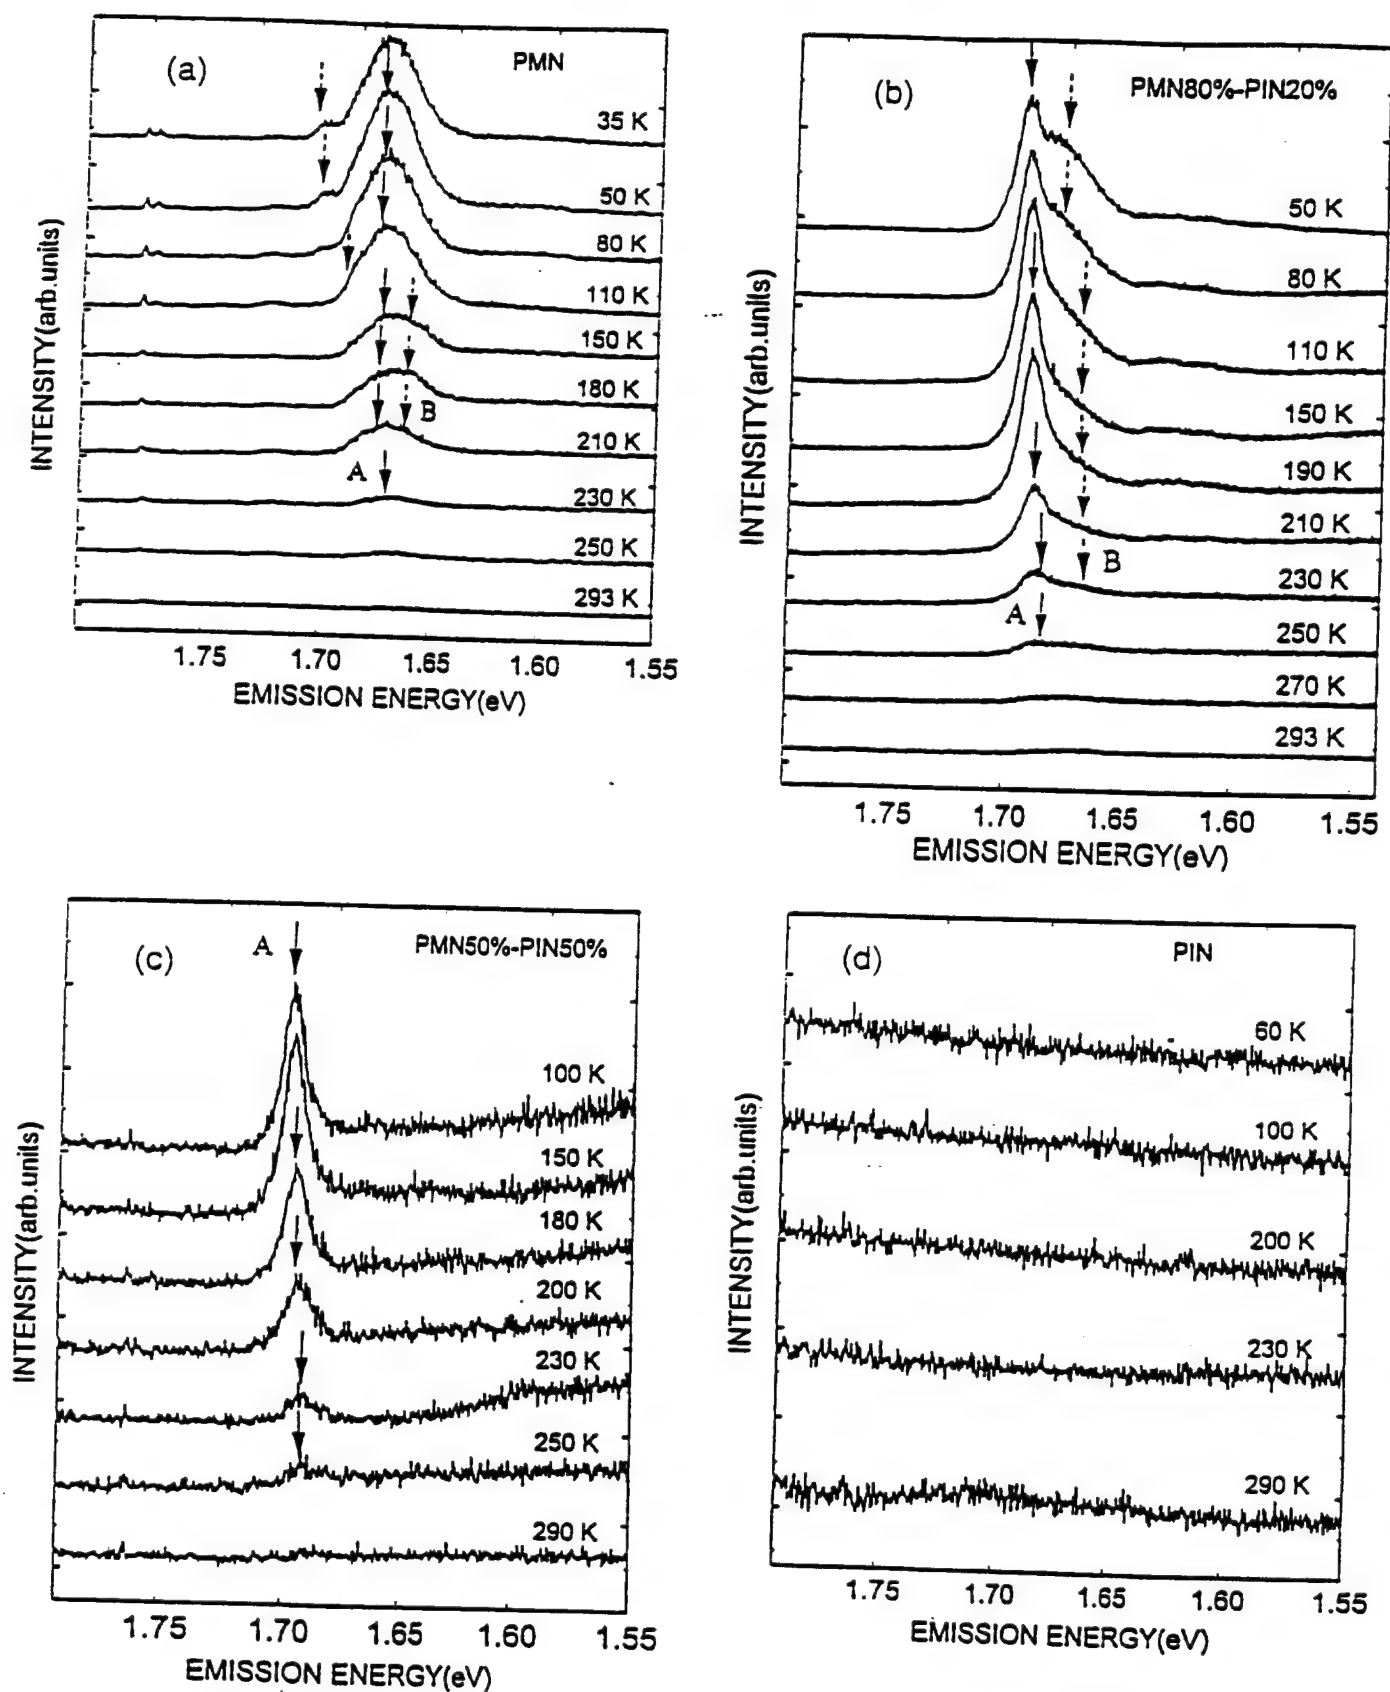 (a) PMN
35 K
50 K
80 K
110 K
150 K
180 K
B
210 K
A
230 K
250 K
293 K
INTENSITY(arb.units)
1.75 1.70 1.65 1.60 1.55
EMISSION ENERGY(eV)
(b) PMN80%-PIN20%
50 K
80 K
110 K
150 K
190 K
210 K
B
230 K
A
250 K
270 K
293 K
INTENSITY(arb.units)
1.75 1.70 1.65 1.60 1.55
EMISSION ENERGY(eV)
(c) A PMN50%-PIN50%
100 K
150 K
180 K
200 K
230 K
250 K
290 K
INTENSITY(arb.units)
1.75 1.70 1.65 1.60 1.55
EMISSION ENERGY(eV)
(d) PIN
60 K
100 K
200 K
230 K
290 K
INTENSITY(arb.units)
1.75 1.70 1.65 1.60 1.55
EMISSION ENERGY(eV)